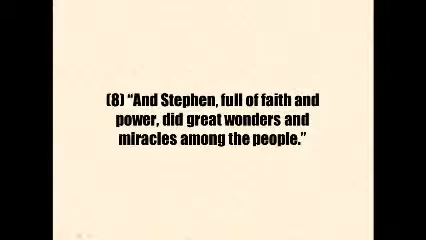 (8) “And Stephen, full of faith and
power, did great wonders and
miracles among the people.”